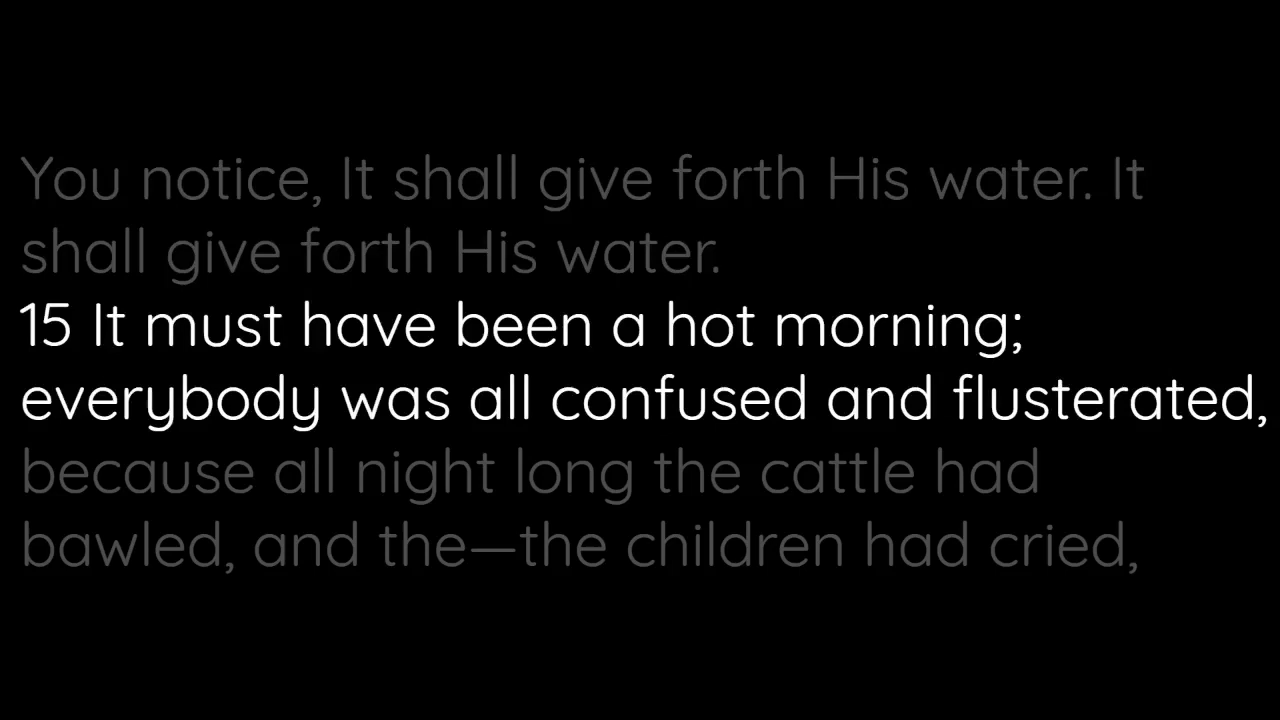 You notice, It shall give forth His water. It
shall give forth His water.
15 It must have been a hot morning;
everybody was all confused and flusterated,
because all night long the cattle had
bawled, and the—the children had cried,